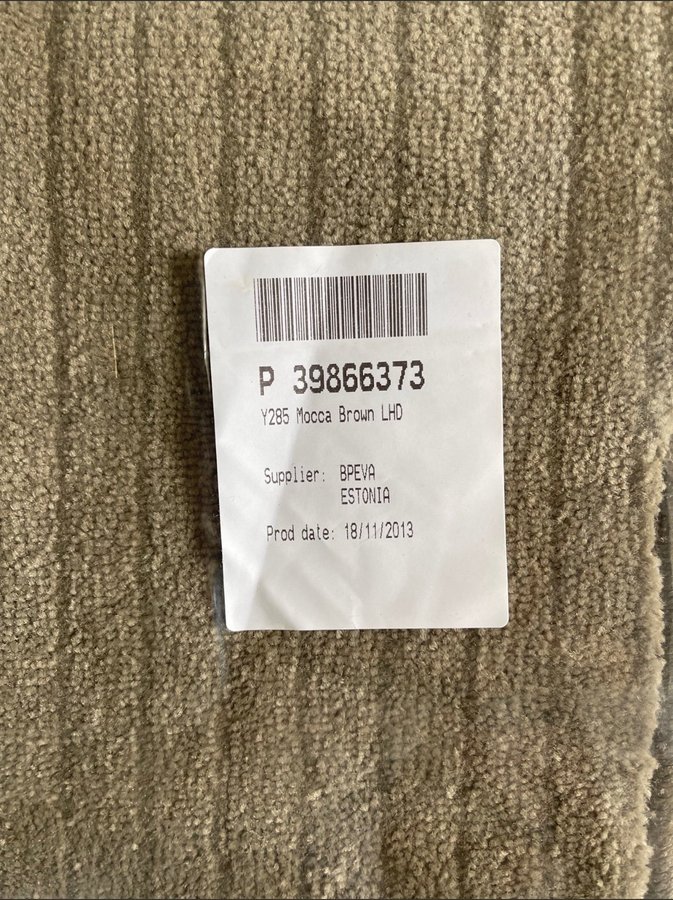 P 39866373
Y285 Mocca Brown LHD
Supplier: BPEVA
ESTONIA
Prod date: 18/11/2013